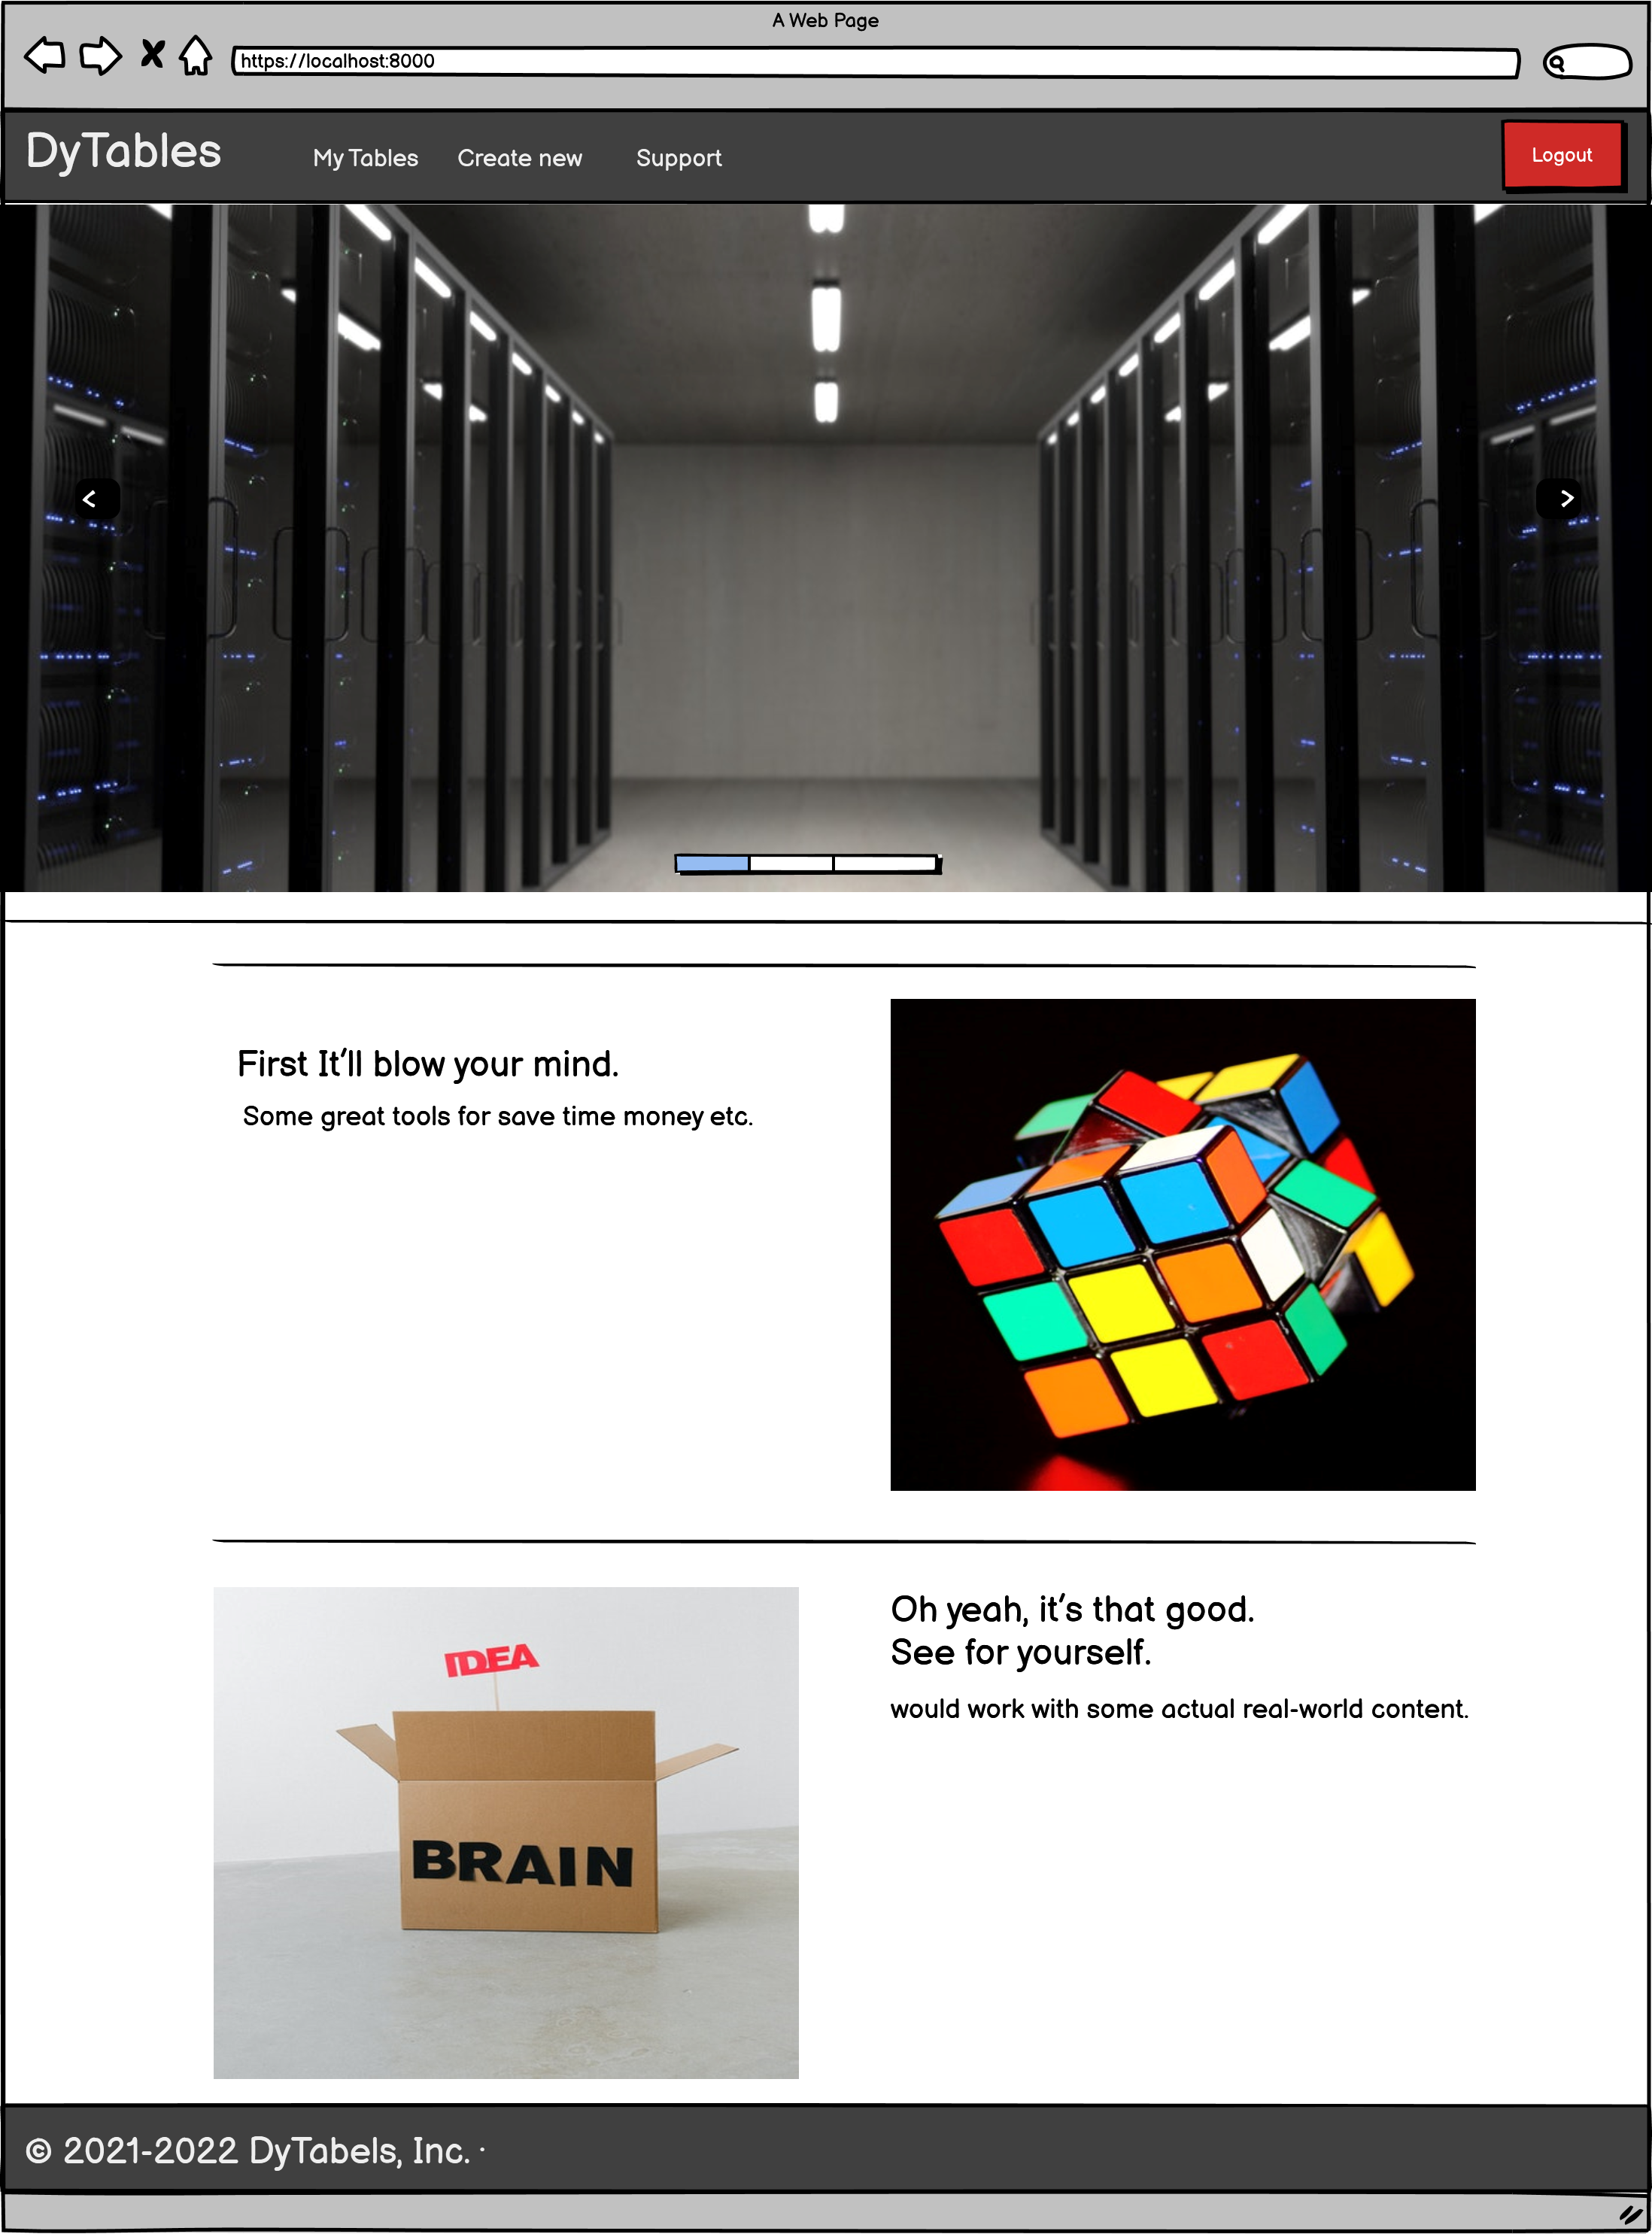 A Web Page
https://localhost:8000
DyTables
My Tables
Create new
Support
Logout
First It'll blow your mind.
Some great tools for save time money etc.
Oh yeah, it's that good.
See for yourself.
would work with some actual real-world content.
IDEA
BRAIN
© 2021-2022 DyTabels, Inc. ·